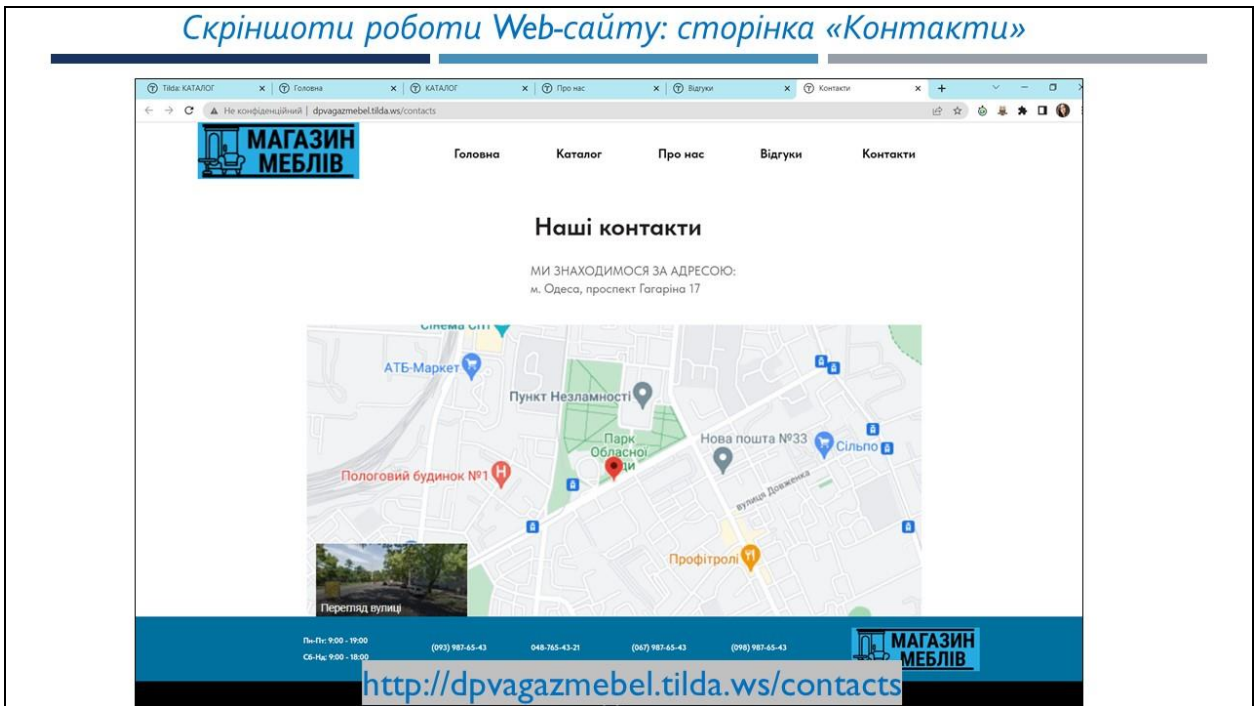 Скріншоти роботи Web-сайту: сторінка «Контакти»
Tilda: КАТАЛОГ
Головна
КАТАЛОГ
Про нас
Відгуки
Контакти
Не конфіденційний | dpvagazmebel.tilda.ws/contacts
МАГАЗИН
МЕБЛІВ
Головна Каталог Про нас Відгуки Контакти
Наші контакти
МИ ЗНАХОДИМОСЯ ЗА АДРЕСОЮ:
м. Одеса, проспект Гагаріна 17
Сінема Сіті
АТБ-Маркет
Пункт Незламності
Парк
Обласної
ди
Нова пошта №33
Сільпо
Пологовий будинок №1
вулиця Довженка
Профітролі
Перегляд вулиці
Пн-Пт: 9:00 - 19:00
Сб-Нд: 9:00 - 18:00
(093) 987-65-43
048-765-43-21
(067) 987-65-43
(098) 987-65-43
МАГАЗИН
МЕБЛІВ
http://dpvagazmebel.tilda.ws/contacts